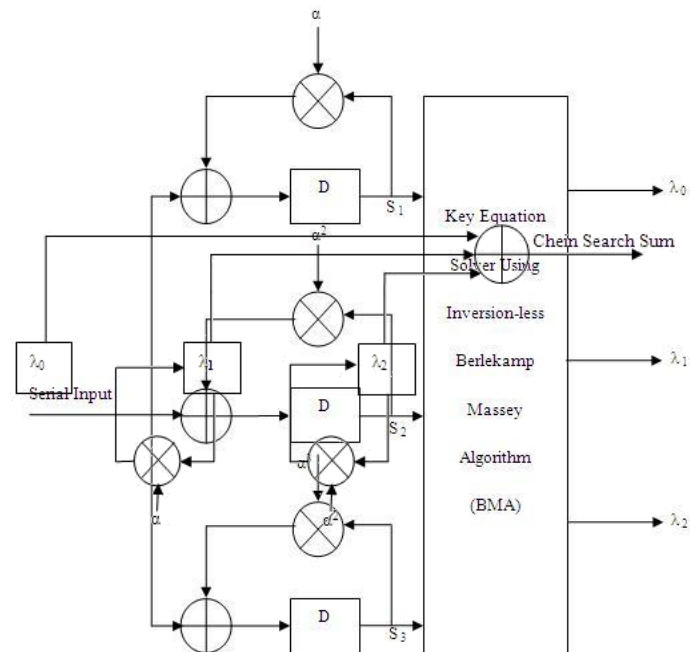 α
D
S1
λ0
α2
Key Equation
Chein Search Sum
Solver Using
Inversion-less
λ0
λ1
λ2
Berlekamp
λ1
Serial Input
D
S2
Massey
Algorithm
α
α
α2
(BMA)
λ2
D
S3